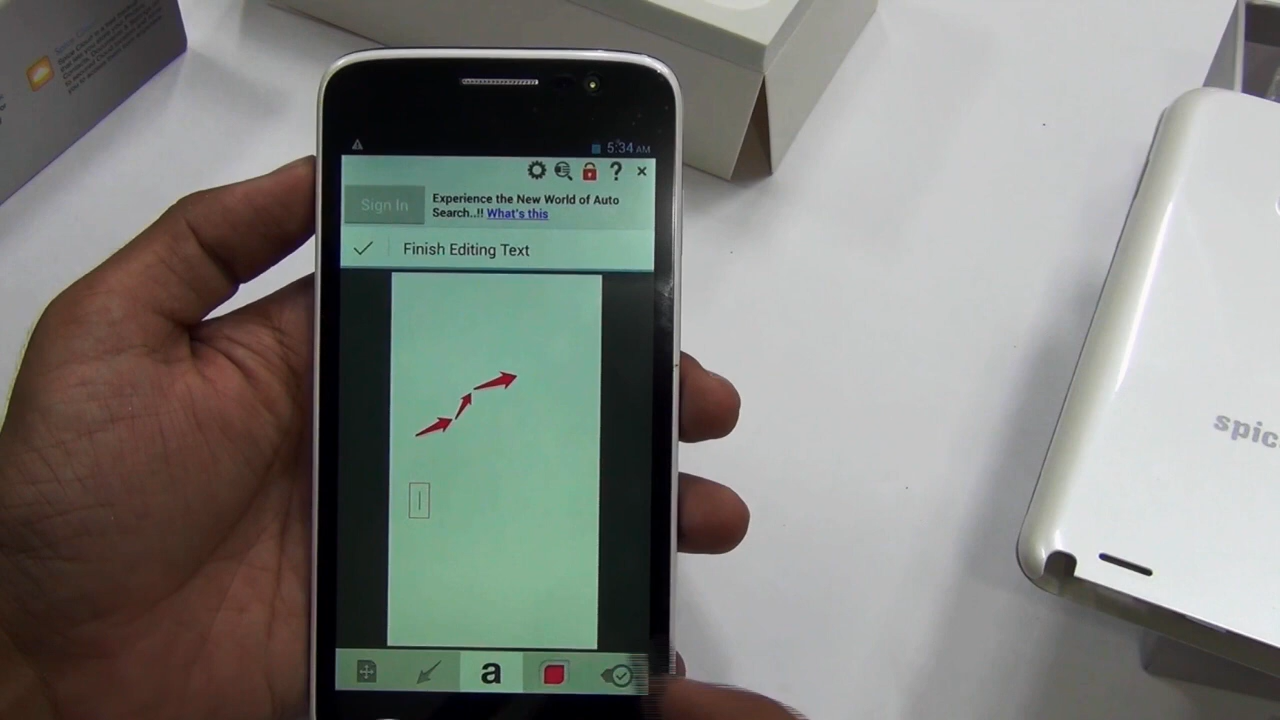 5:34 AM
Sign In
Experience the New World of Auto
Search..!! What's this
Finish Editing Text
a
spic